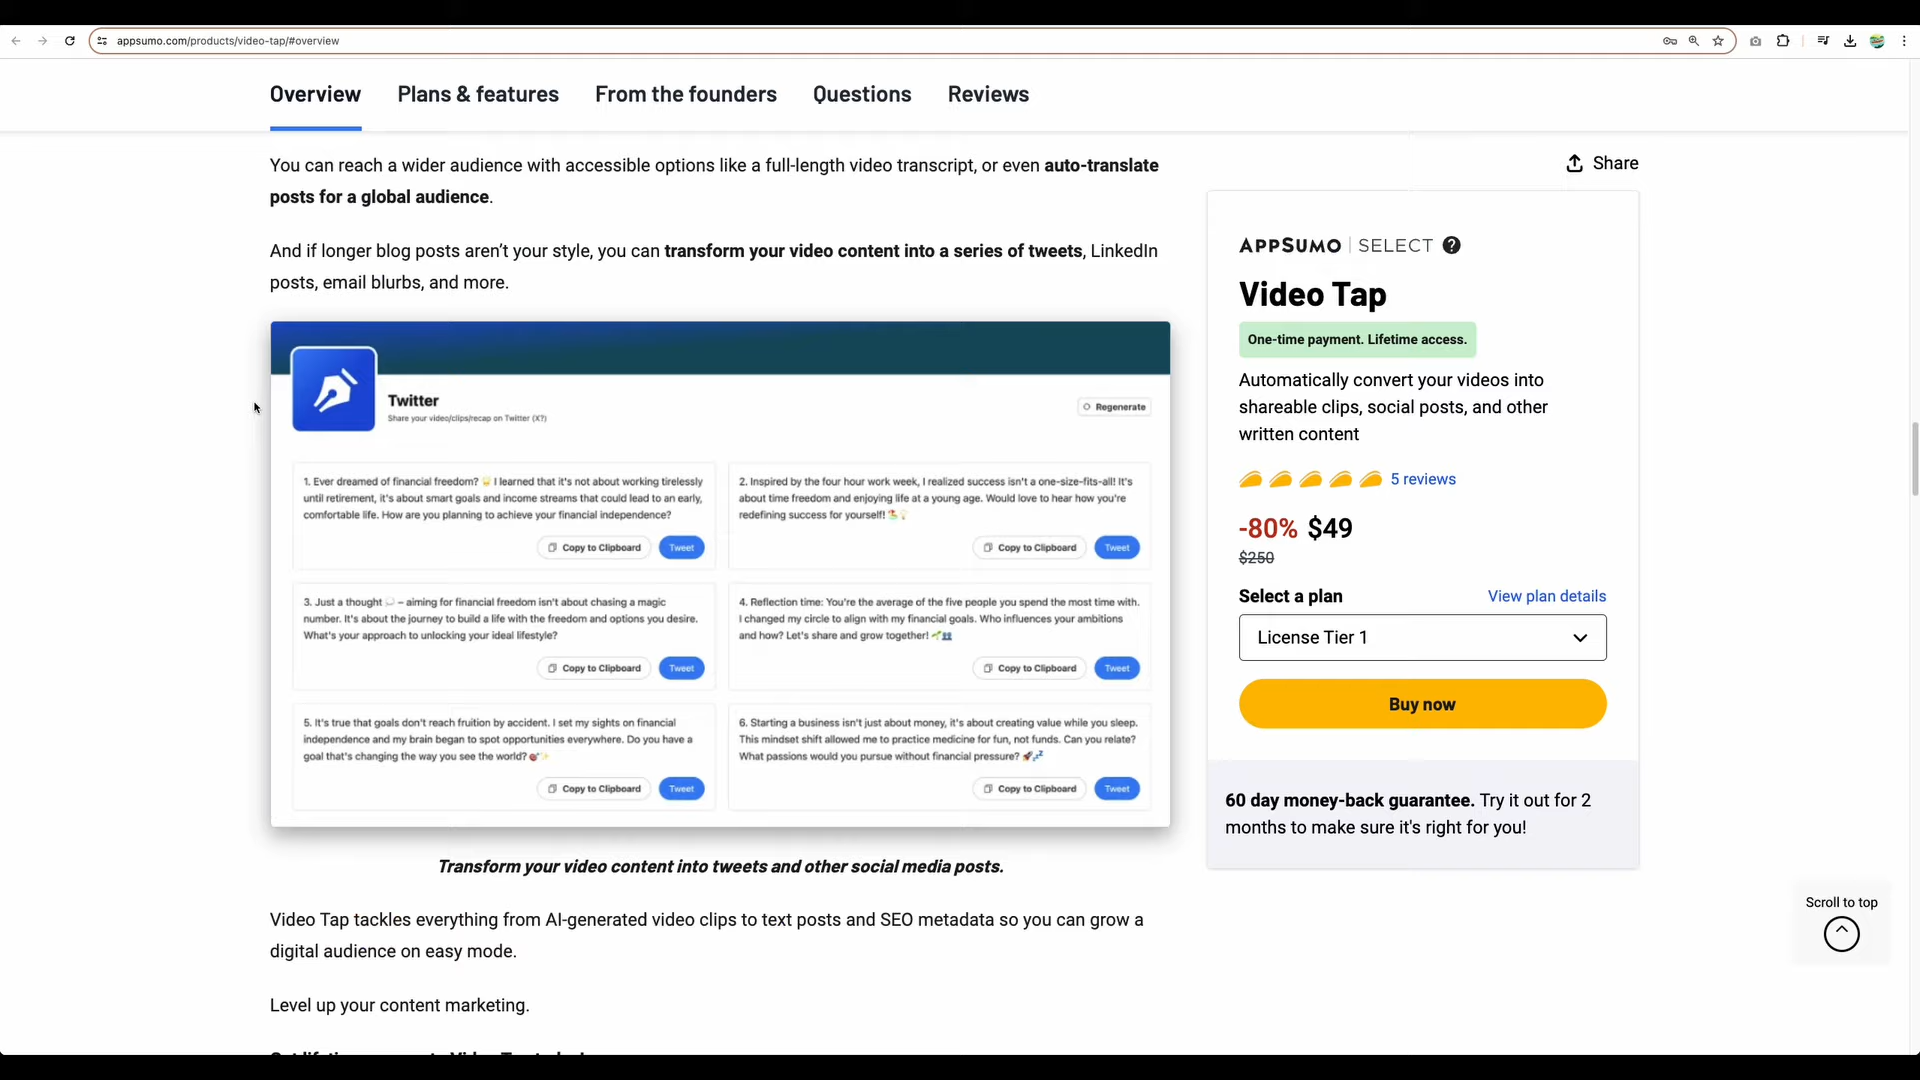 appsumo.com/products/video-tap/#overview
Overview
Plans & features
From the founders
Questions
Reviews
You can reach a wider audience with accessible options like a full-length video transcript, or even auto-translate
posts for a global audience.
And if longer blog posts aren’t your style, you can transform your video content into a series of tweets, LinkedIn
posts, email blurbs, and more.
Twitter
Share your video/clips/recap on Twitter (X?)
Regenerate
1. Ever dreamed of financial freedom? I learned that it's not about working tirelessly
until retirement, it's about smart goals and income streams that could lead to an early,
comfortable life. How are you planning to achieve your financial independence?
Copy to Clipboard
Tweet
2. Inspired by the four hour work week, I realized success isn't a one-size-fits-all! It's
about time freedom and enjoying life at a young age. Would love to hear how you're
redefining success for yourself!
Copy to Clipboard
Tweet
3. Just a thought – aiming for financial freedom isn't about chasing a magic
number. It's about the journey to build a life with the freedom and options you desire.
What's your approach to unlocking your ideal lifestyle?
Copy to Clipboard
Tweet
4. Reflection time: You're the average of the five people you spend the most time with.
I changed my circle to align with my financial goals. Who influences your ambitions
and how? Let's share and grow together!
Copy to Clipboard
Tweet
5. It's true that goals don't reach fruition by accident. I set my sights on financial
independence and my brain began to spot opportunities everywhere. Do you have a
goal that's changing the way you see the world?
Copy to Clipboard
Tweet
6. Starting a business isn't just about money, it's about creating value while you sleep.
This mindset shift allowed me to practice medicine for fun, not funds. Can you relate?
What passions would you pursue without financial pressure?
Copy to Clipboard
Tweet
Transform your video content into tweets and other social media posts.
Video Tap tackles everything from AI-generated video clips to text posts and SEO metadata so you can grow a
digital audience on easy mode.
Level up your content marketing.
Share
APPSUMO | SELECT ?
Video Tap
One-time payment. Lifetime access.
Automatically convert your videos into
shareable clips, social posts, and other
written content
5 reviews
-80% $49
$250
Select a plan
View plan details
License Tier 1
Buy now
60 day money-back guarantee. Try it out for 2
months to make sure it's right for you!
Scroll to top